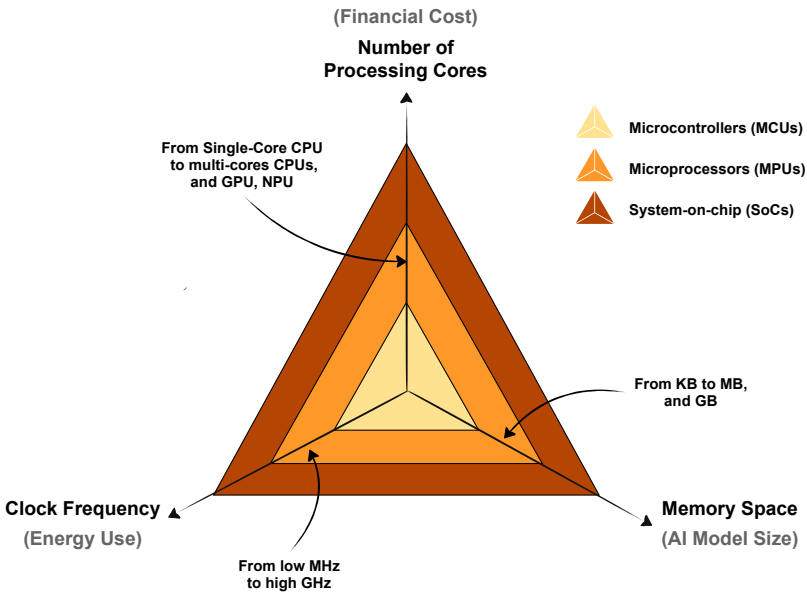 (Financial Cost)
Number of
Processing Cores
From Single-Core CPU
to multi-cores CPUs,
and GPU, NPU
Microcontrollers (MCUs)
Microprocessors (MPUs)
System-on-chip (SoCs)
From KB to MB,
and GB
Clock Frequency
(Energy Use)
Memory Space
(AI Model Size)
From low MHz
to high GHz